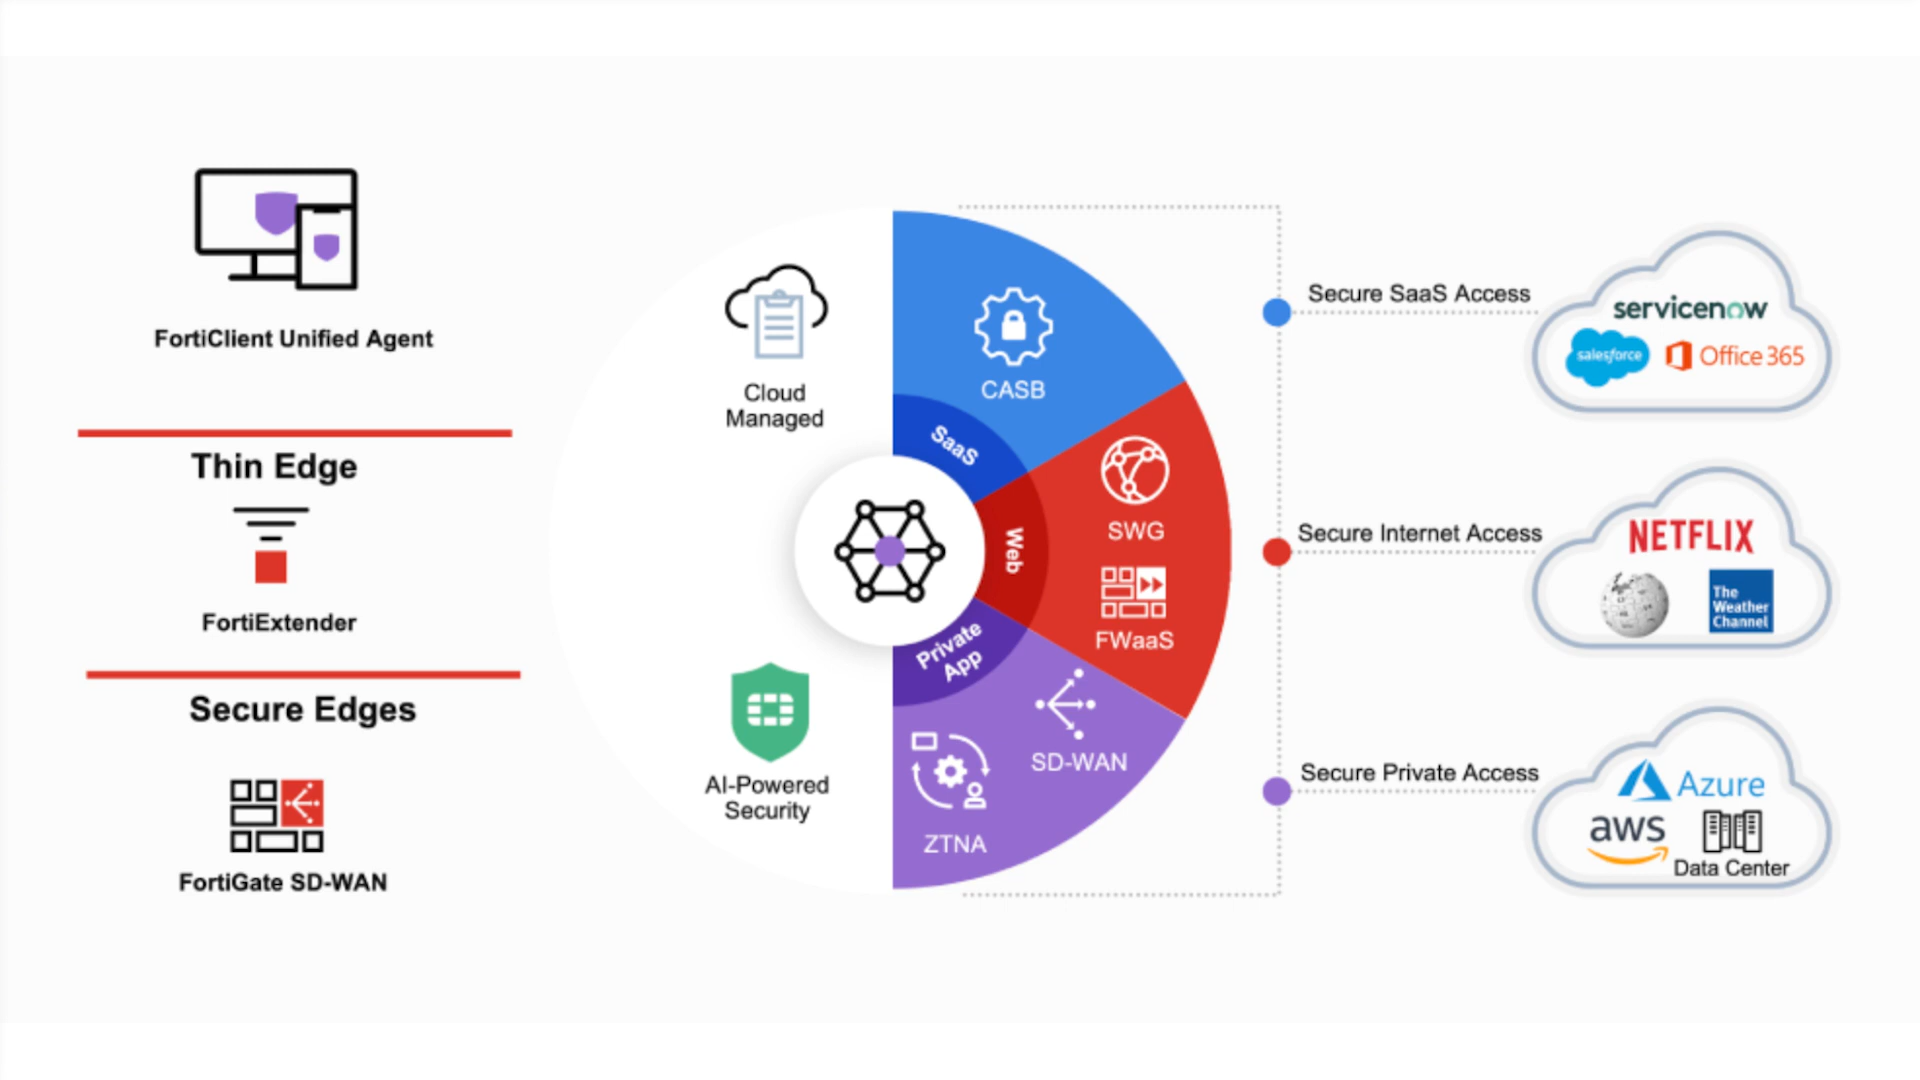 FortiClient Unified Agent
Thin Edge
FortiExtender
Secure Edges
FortiGate SD-WAN
Cloud
Managed
AI-Powered
Security
CASB
SaaS
SWG
Web
FWaaS
Private
App
SD-WAN
ZTNA
Secure SaaS Access
servicenow
salesforce
Office 365
Secure Internet Access
NETFLIX
The
Weather
Channel
Secure Private Access
Azure
aws
Data Center